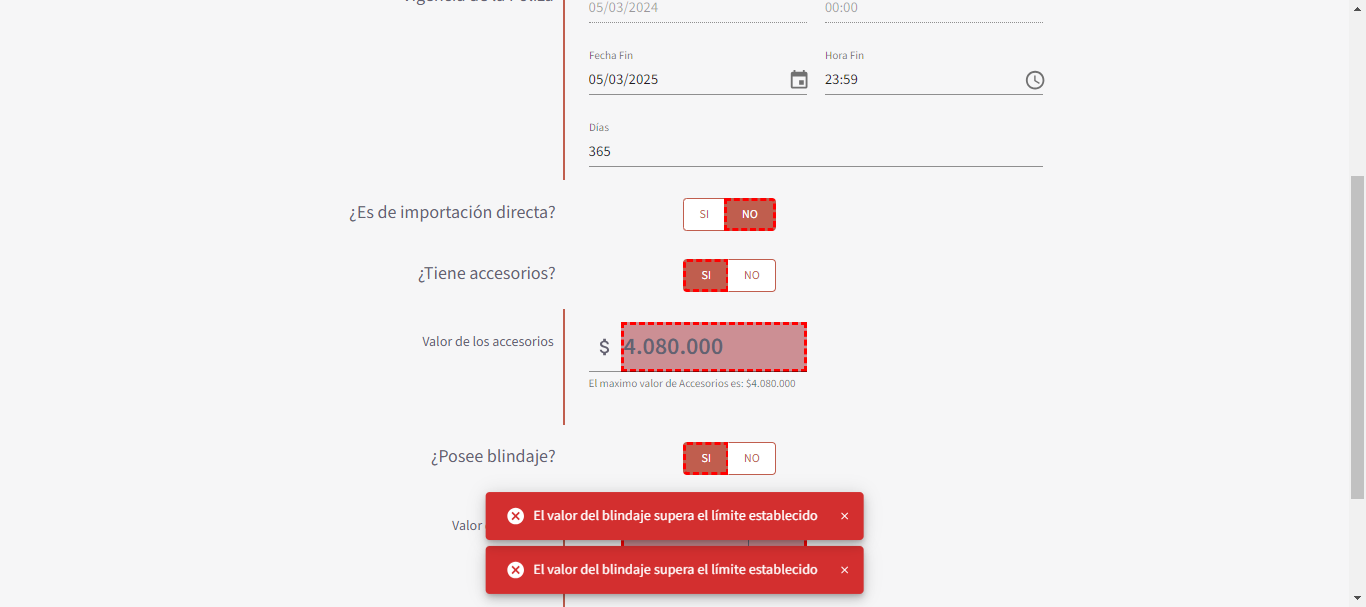 05/03/2024
00:00
Fecha Fin
Hora Fin
05/03/2025
23:59
Días
365
¿Es de importación directa?
SI
NO
¿Tiene accesorios?
SI
NO
Valor de los accesorios
$ 4.080.000
El maximo valor de Accesorios es: $4.080.000
¿Posee blindaje?
SI
NO
Valor
El valor del blindaje supera el límite establecido ×
El valor del blindaje supera el límite establecido ×